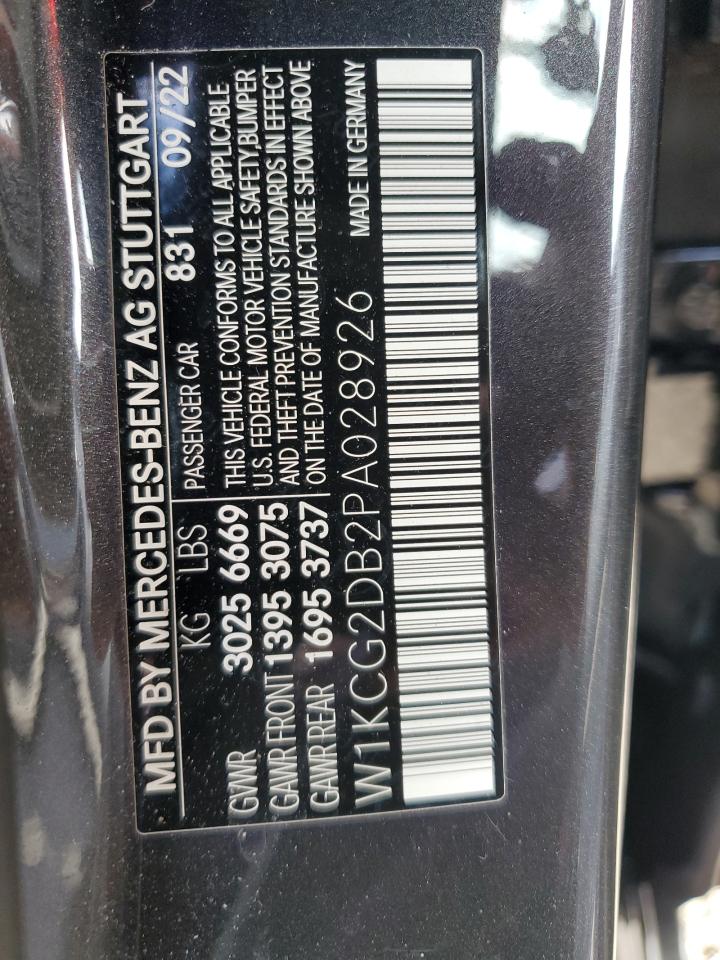 MFD BY MERCEDES-BENZ AG STUTTGART
KG LBS PASSENGER CAR 831 09/22
GVWR 3025 6669
GAWR FRONT 1395 3075
GAWR REAR 1695 3737
THIS VEHICLE CONFORMS TO ALL APPLICABLE
U.S. FEDERAL MOTOR VEHICLE SAFETY,BUMPER
AND THEFT PREVENTION STANDARDS IN EFFECT
ON THE DATE OF MANUFACTURE SHOWN ABOVE
W1KCG2DB2PA028926 MADE IN GERMANY